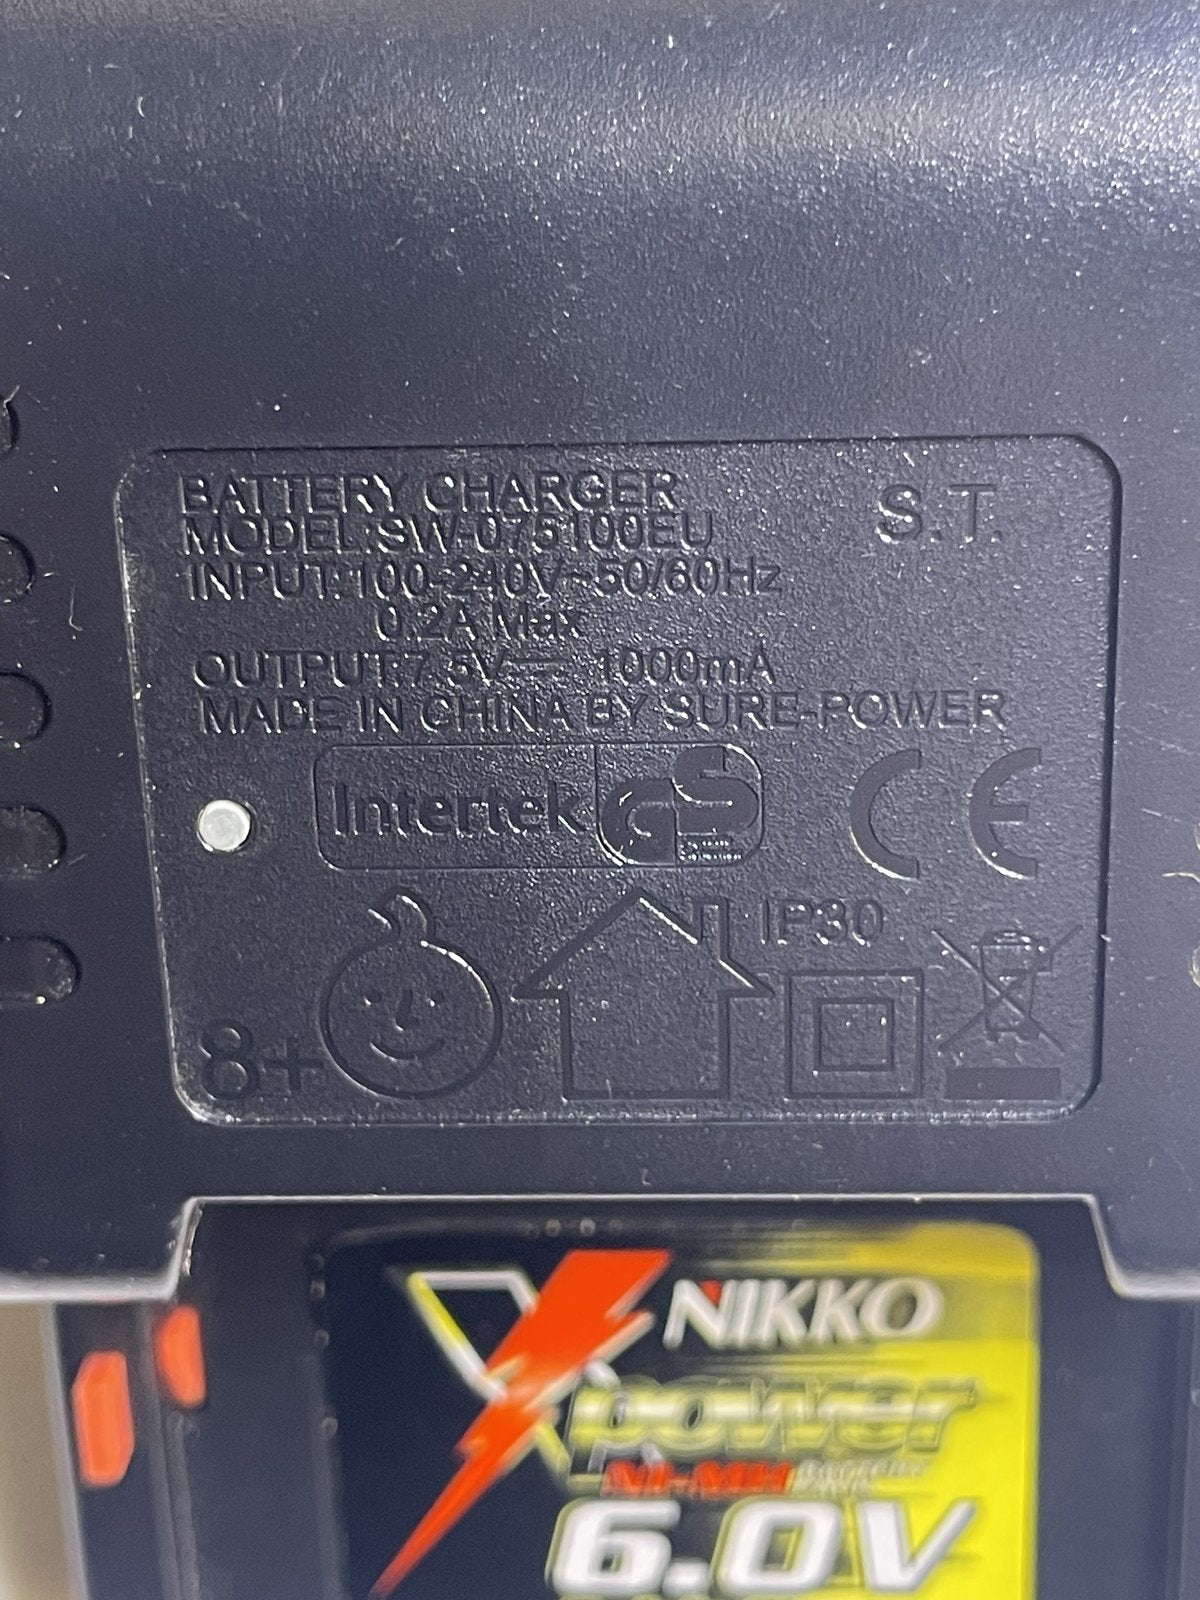 BATTERY CHARGER
S.T.
MODEL:SW-075100EU
INPUT:100-240V~50/60Hz
0.2A Max
OUTPUT:7.5V⎓ 1000mA
MADE IN CHINA BY SURE-POWER
Intertek GS
CE
IP30
8+
NIKKO
X power
Ni-MH
6.0V